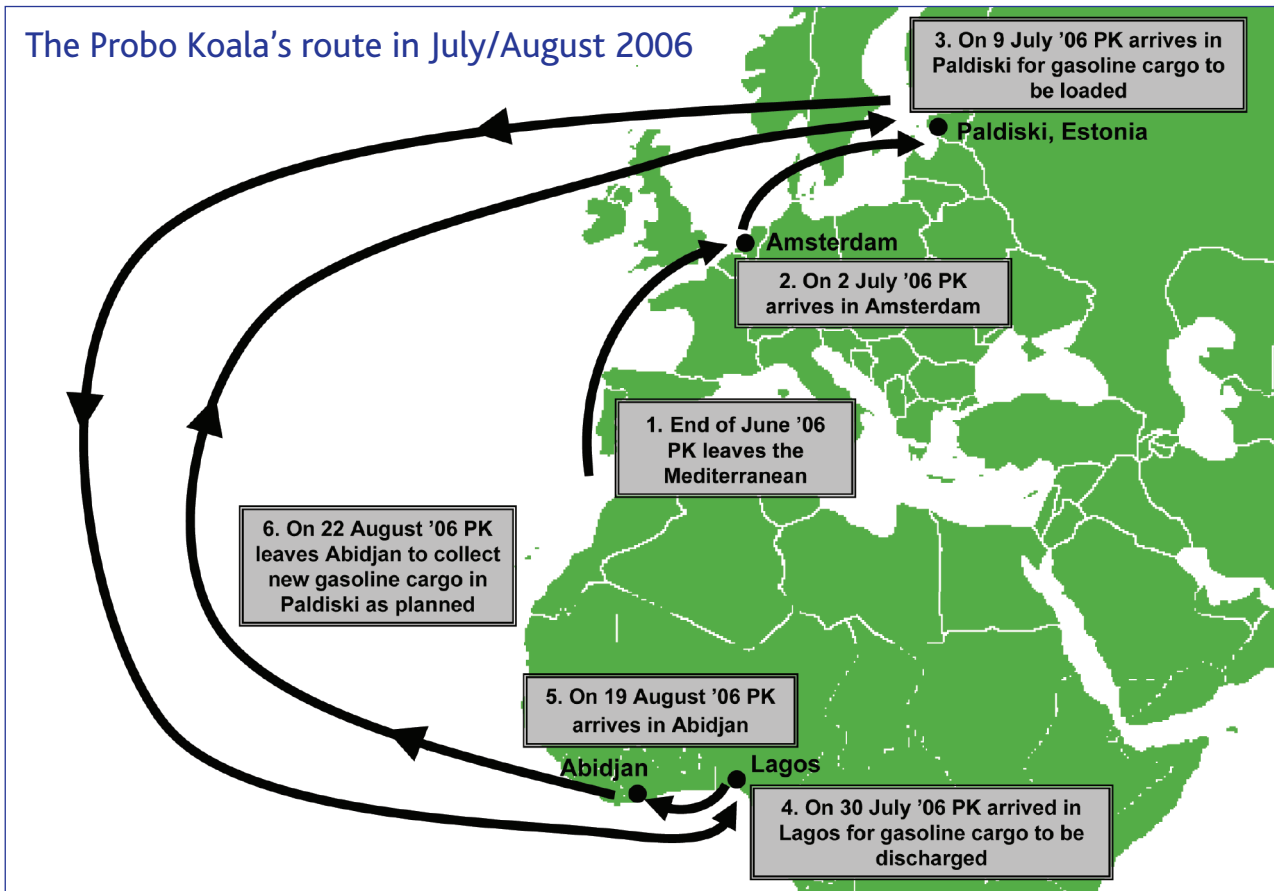 The Probo Koala’s route in July/August 2006
3. On 9 July ’06 PK arrives in
Paldiski for gasoline cargo to
be loaded
Paldiski, Estonia
Amsterdam
2. On 2 July ’06 PK
arrives in Amsterdam
1. End of June ’06
PK leaves the
Mediterranean
6. On 22 August ’06 PK
leaves Abidjan to collect
new gasoline cargo in
Paldiski as planned
5. On 19 August ’06 PK
arrives in Abidjan
Abidjan
Lagos
4. On 30 July ’06 PK arrived in
Lagos for gasoline cargo to be
discharged